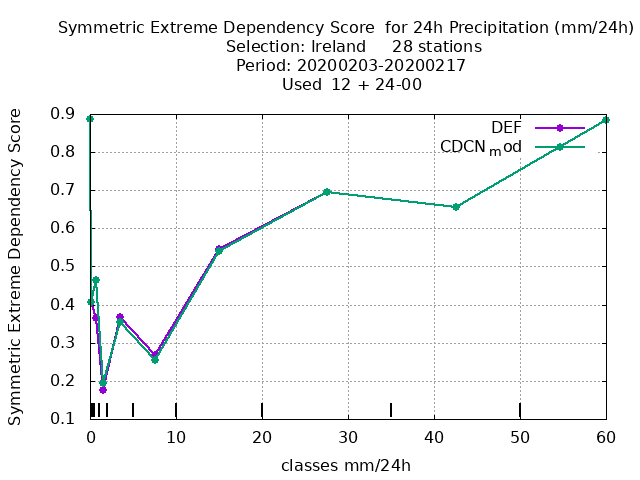 Symmetric Extreme Dependency Score  for 24h Precipitation (mm/24h)
Selection: Ireland     28 stations
Period: 20200203-20200217
Used  12 + 24-00
Symmetric Extreme Dependency Score
0.9
0.8
0.7
0.6
0.5
0.4
0.3
0.2
0.1
DEF
CDCNmod
0 10 20 30 40 50 60
classes mm/24h